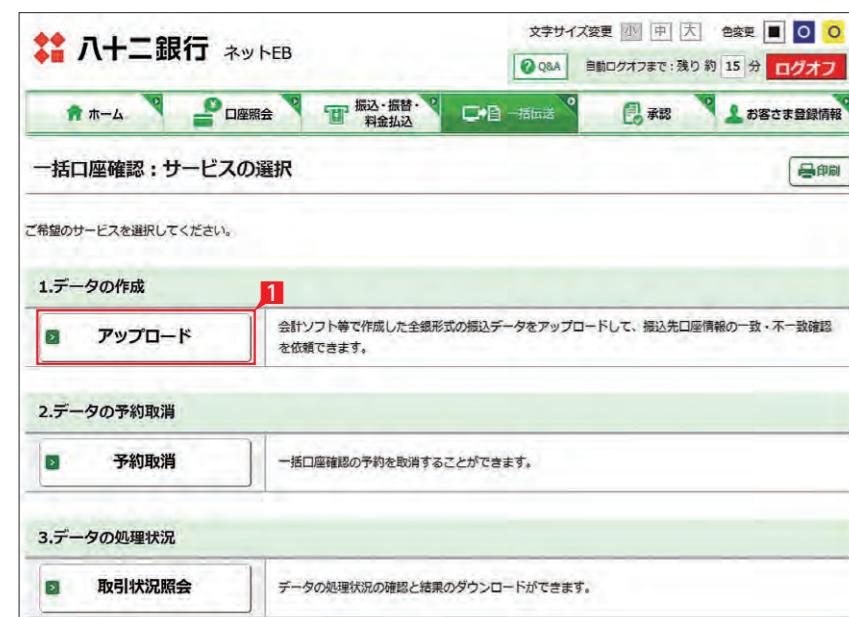 八十二銀行 ネットEB
文字サイズ変更 小 中 大 色変更 ■ O O
Q&A 自動ログオフまで：残り 約 15 分 ログオフ
ホーム 口座照会 振込・振替・料金払込 一括伝送 承認 お客さま登録情報
一括口座確認：サービスの選択 印刷
ご希望のサービスを選択してください。
1.データの作成
1
アップロード 会計ソフト等で作成した全銀形式の振込データをアップロードして、振込先口座情報の一致・不一致確認
を依頼できます。
2.データの予約取消
予約取消 一括口座確認の予約を取消することができます。
3.データの処理状況
取引状況照会 データの処理状況の確認と結果のダウンロードができます。